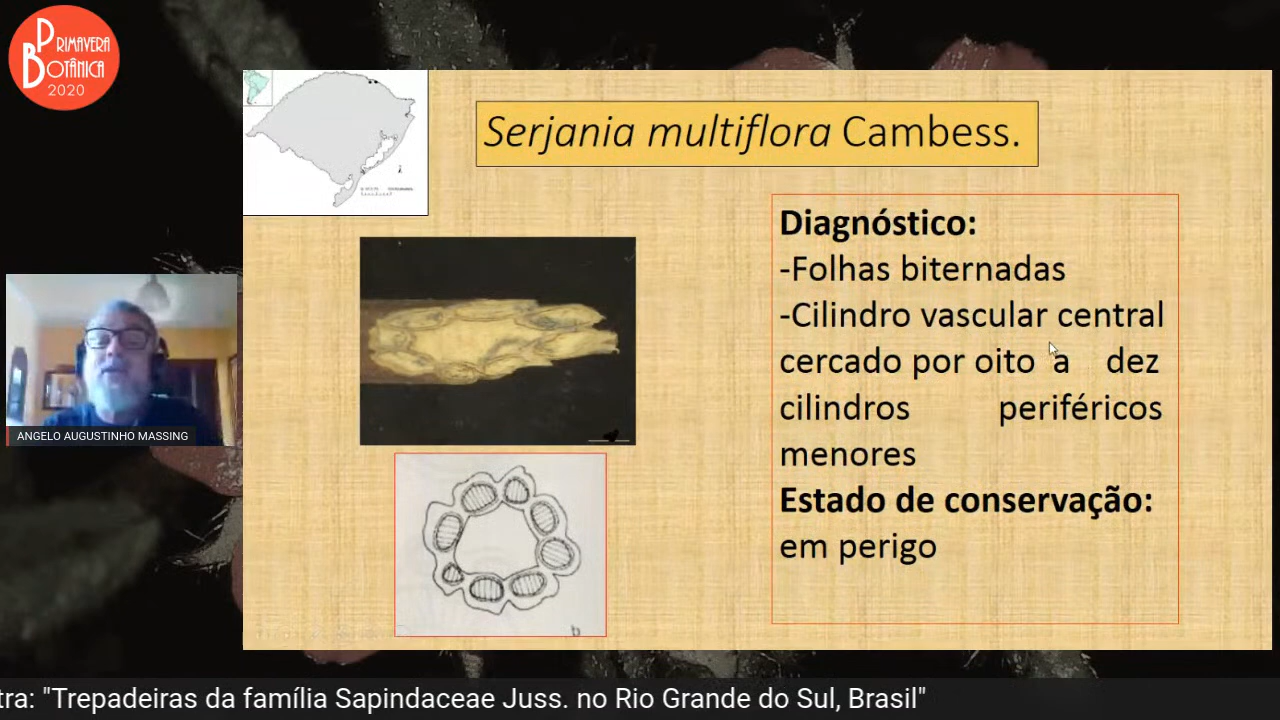 PRIMAVERA
BOTÂNICA
2020
Serjania multiflora Cambess.
Diagnóstico:
-Folhas biternadas
-Cilindro vascular central
cercado por oito a dez
cilindros periféricos
menores
Estado de conservação:
em perigo
ANGELO AUGUSTINHO MASSING
b
tra: "Trepadeiras da família Sapindaceae Juss. no Rio Grande do Sul, Brasil"